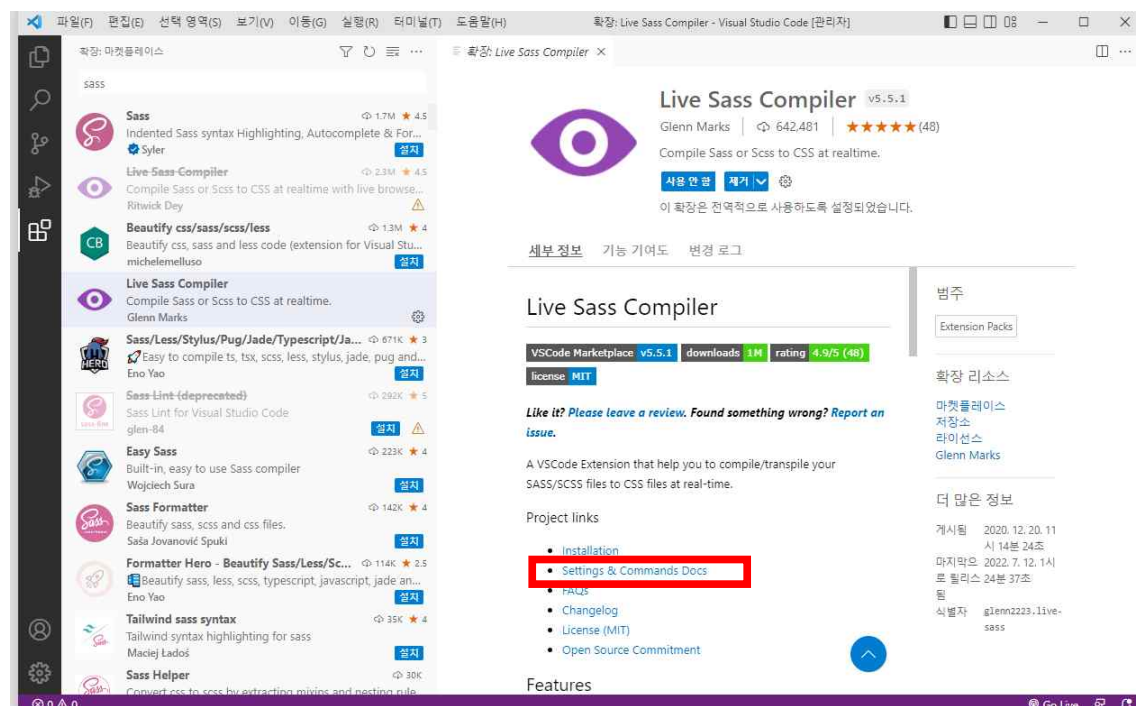 파일(F) 편집(E) 선택 영역(S) 보기(V) 이동(G) 실행(R) 터미널(T) 도움말(H) 확장: Live Sass Compiler - Visual Studio Code [관리자]
확장: 마켓플레이스
sass
Sass 1.7M 4.5
Indented Sass syntax Highlighting, Autocomplete & For...
Syler 설치
Live Sass Compiler 2.3M 4.5
Compile Sass or Scss to CSS at realtime with live browse...
Ritwick Dey
CB
Beautify css/sass/scss/less 1.3M 4
Beautify css, sass and less code (extension for Visual Stu...
michelemelluso 설치
Live Sass Compiler
Compile Sass or Scss to CSS at realtime.
Glenn Marks
HERO
Sass/Less/Stylus/Pug/Jade/Typescript/Ja... 671K 3
Easy to compile ts, tsx, scss, less, stylus, jade, pug and...
Eno Yao 설치
Sass Lint (deprecated) 292K 5
Sass Lint for Visual Studio Code
glen-84 설치
Easy Sass 223K 4
Built-in, easy to use Sass compiler
Wojciech Sura 설치
Sass Formatter 142K 4
Beautify sass, scss and css files.
Saša Jovanović Spuki 설치
Formatter Hero - Beautify Sass/Less/Sc... 114K 2.5
Beautify sass, less, scss, typescript, javascript, jade an...
Eno Yao 설치
Tailwind sass syntax 35K 4
Tailwind syntax highlighting for sass
Maciej Ładoś 설치
Sass Helper 30K
Convert css to scss by extracting mixins and nesting rule
확장: Live Sass Compiler
Live Sass Compiler v5.5.1
Glenn Marks 642,481 (48)
Compile Sass or Scss to CSS at realtime.
사용 안 함 제거
이 확장은 전역적으로 사용하도록 설정되었습니다.
세부 정보 기능 기여도 변경 로그
Live Sass Compiler
VSCode Marketplace v5.5.1 downloads 1M rating 4.9/5 (48)
license MIT
Like it? Please leave a review. Found something wrong? Report an
issue.
A VSCode Extension that help you to compile/transpile your
SASS/SCSS files to CSS files at real-time.
Project links
Installation
Settings & Commands Docs
FAQs
Changelog
License (MIT)
Open Source Commitment
Features
범주
Extension Packs
확장 리소스
마켓플레이스
저장소
라이선스
Glenn Marks
더 많은 정보
게시됨 2020. 12. 20. 11
시 14분 24초
마지막으 2022. 7. 12. 1시
로 릴리스 24분 37초
됨
식별자 glenn2223.live-
sass
0 0 Go Live